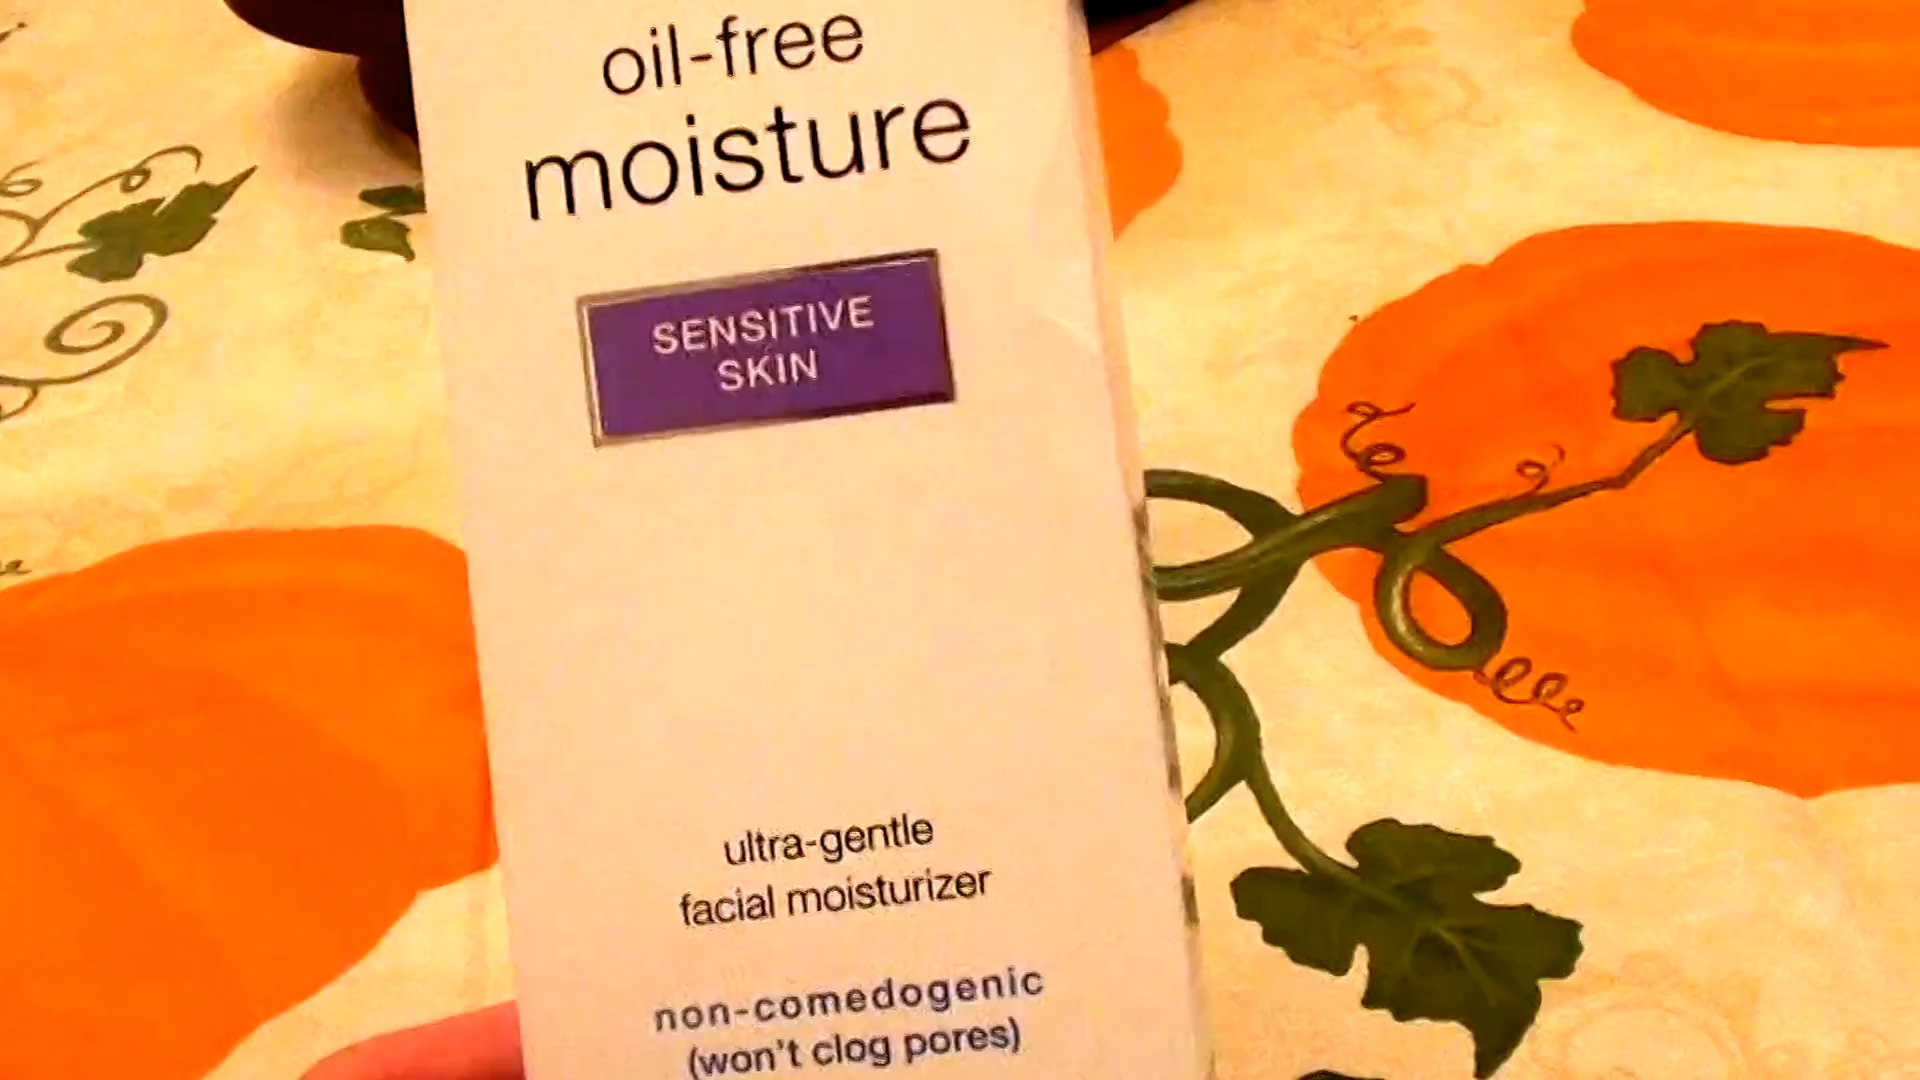 oil-free
moisture
SENSITIVE
SKIN
ultra-gentle
facial moisturizer
non-comedogenic
(won't clog pores)